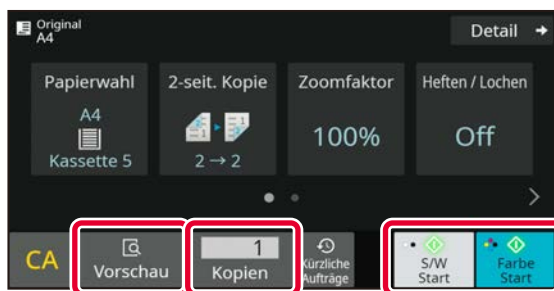 Original
A4
Detail
Papierwahl
A4
Kassette 5
2-seit. Kopie
2 → 2
Zoomfaktor
100%
Heften / Lochen
Off
CA
Vorschau
1
Kopien
Kürzliche
Aufträge
S/W
Start
Farbe
Start